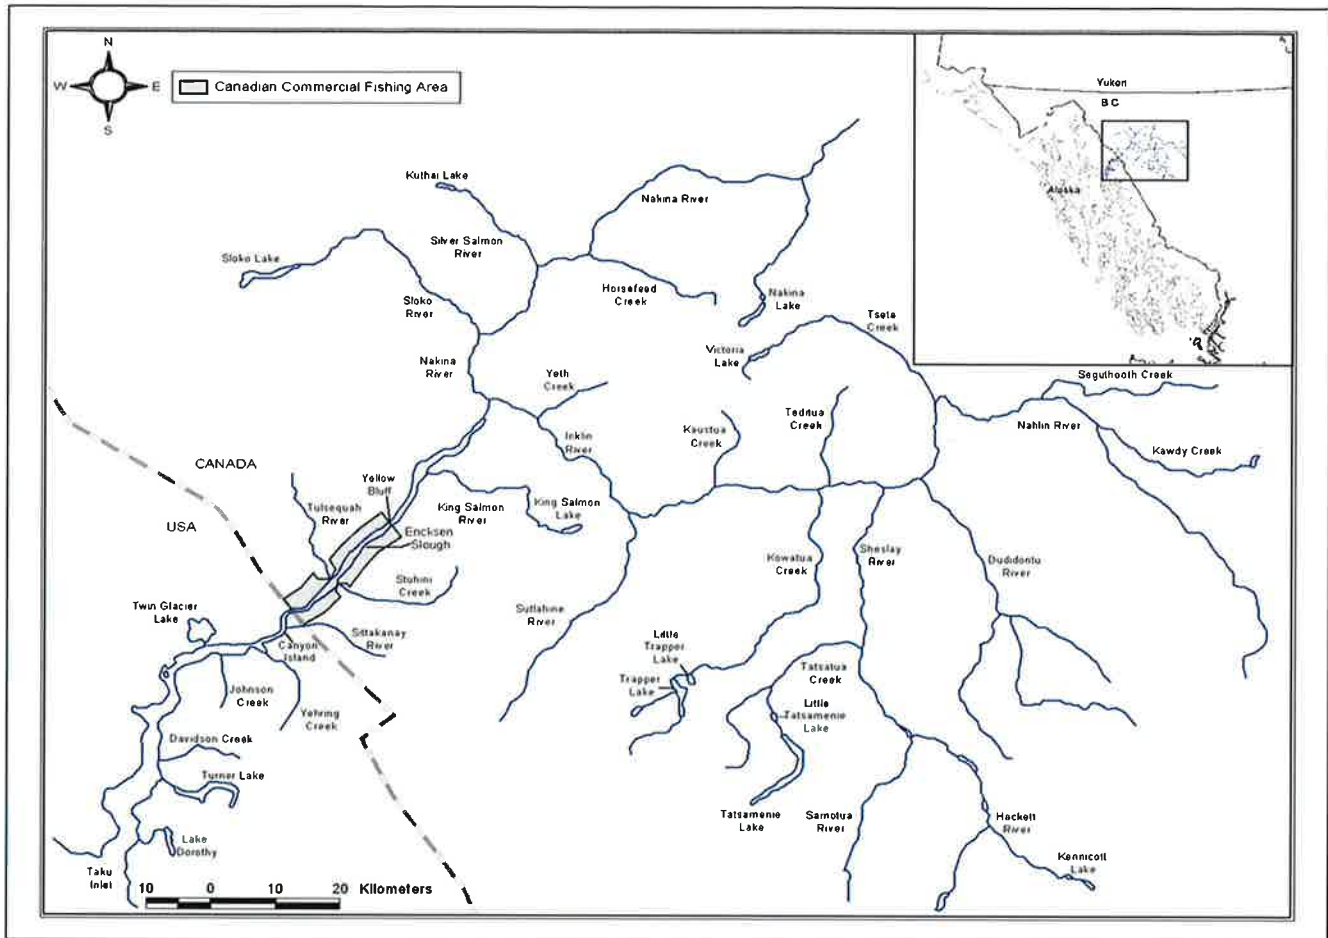 N
W
E
S
Canadian Commercial Fishing Area
Yukon
BC
Alaska
Kuthai Lake
Nakina River
Silver Salmon
River
Sloko Lake
Horsefeed
Creek
Nakina
Lake
Sloko
River
Tseta
Creek
Victoria
Lake
Nakina
River
Yeth
Creek
Seguthooth Creek
Teditua
Creek
Kaustua
Creek
Nahlin River
Inklin
River
Kawdy Creek
CANADA
Yellow
Bluff
Tulsequah
River
King Salmon
River
King Salmon
Lake
USA
Ericksen
Slough
Kowatua
Creek
Sheslay
River
Dudidontu
River
Stuhini
Creek
Twin Glacier
Lake
Sutlahine
River
Sittakanay
River
Canyon
Island
Little
Trapper
Lake
Trapper
Lake
Tatsatua
Creek
Johnson
Creek
Yehring
Creek
Little
Tatsamenie
Lake
Davidson Creek
Turner Lake
Tatsamenie
Lake
Samotua
River
Hackett
River
Lake
Dorothy
Kennicott
Lake
Taku
Inlet
10 0 10 20 Kilometers